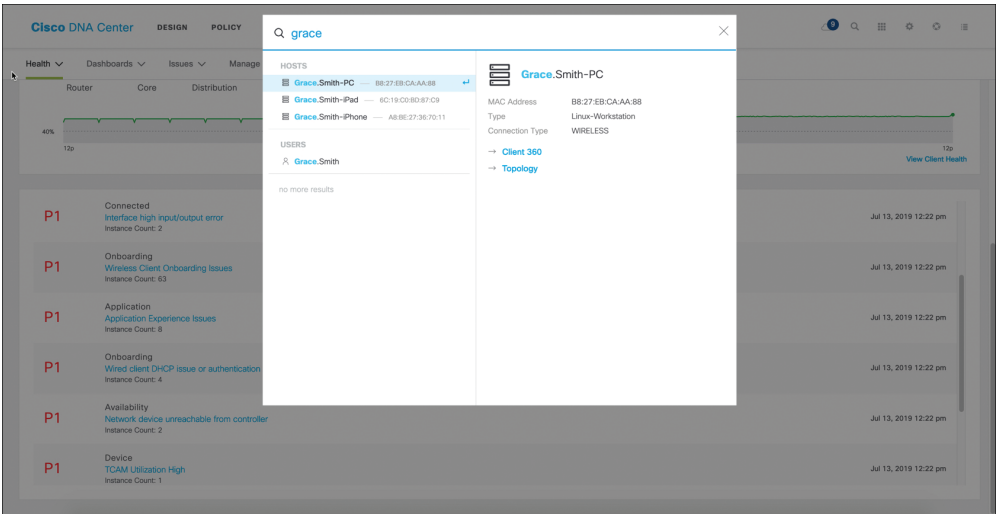 Cisco DNA Center DESIGN POLICY
9
Health Dashboards Issues Manage
Router Core Distribution
40%
12p
12p
View Client Health
grace
HOSTS
Grace.Smith-PC — B8:27:EB:CA:AA:88
Grace.Smith-iPad — 6C:19:C0:BD:87:C9
Grace.Smith-iPhone — A8:BE:27:36:70:11
USERS
Grace.Smith
no more results
Grace.Smith-PC
MAC Address B8:27:EB:CA:AA:88
Type Linux-Workstation
Connection Type WIRELESS
→ Client 360
→ Topology
P1
Connected
Interface high input/output error
Instance Count: 2
Jul 13, 2019 12:22 pm
P1
Onboarding
Wireless Client Onboarding Issues
Instance Count: 63
Jul 13, 2019 12:22 pm
P1
Application
Application Experience Issues
Instance Count: 8
Jul 13, 2019 12:22 pm
P1
Onboarding
Wired client DHCP issue or authentication
Instance Count: 4
Jul 13, 2019 12:22 pm
P1
Availability
Network device unreachable from controller
Instance Count: 2
Jul 13, 2019 12:22 pm
P1
Device
TCAM Utilization High
Instance Count: 1
Jul 13, 2019 12:22 pm